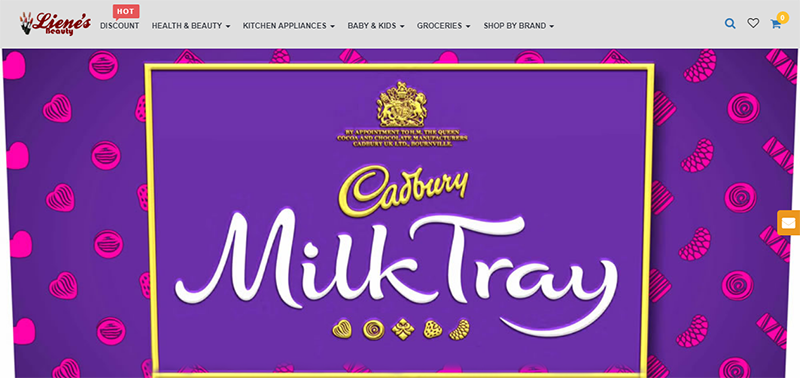 HOT
Liene's
Beauty
DISCOUNT
HEALTH & BEAUTY
KITCHEN APPLIANCES
BABY & KIDS
GROCERIES
SHOP BY BRAND
0
BY APPOINTMENT TO H.M. THE QUEEN
COCOA AND CHOCOLATE MANUFACTURERS
CADBURY UK LTD., BOURNVILLE.
Cadbury
Milk Tray